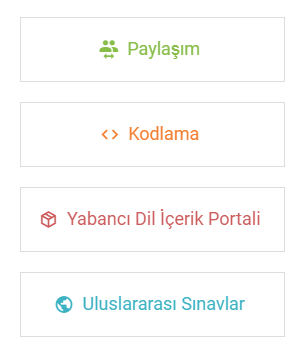 Paylaşım
Kodlama
Yabancı Dil İçerik Portali
Uluslararası Sınavlar